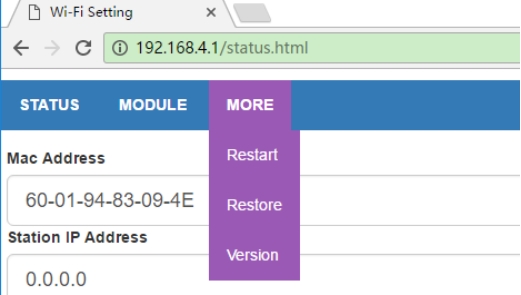 Wi-Fi Setting
192.168.4.1/status.html
STATUS MODULE MORE
Mac Address
Restart
60-01-94-83-09-4E
Restore
Station IP Address
Version
0.0.0.0